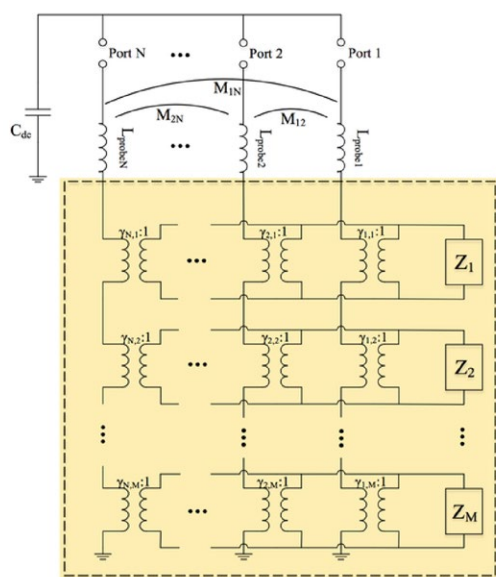 Port N ... Port 2 Port 1
M1N
M2N M12
Cdc
LprobeN ... Lprobe2 Lprobe1
γN,1:1 γ2,1:1 γ1,1:1
... Z1
γN,2:1 γ2,2:1 γ1,2:1
... Z2
γN,M:1 γ2,M:1 γ1,M:1
... ZM